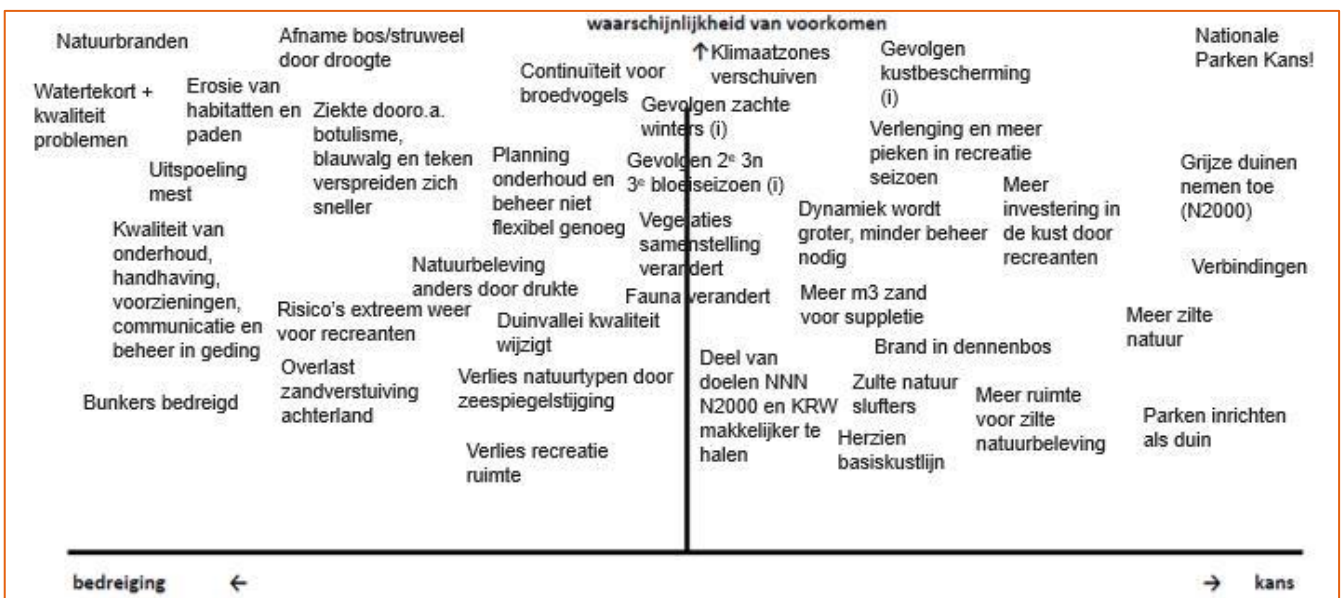 waarschijnlijkheid van voorkomen
Natuurbranden
Afname bos/struweel
door droogte
Continuïteit voor
broedvogels
↑Klimaatzones
verschuiven
Gevolgen
kustbescherming
(i)
Nationale
Parken Kans!
Watertekort +
kwaliteit
problemen
Erosie van
habitatten en
paden
Ziekte dooro.a.
botulisme,
blauwalg en teken
verspreiden zich
sneller
Gevolgen zachte
winters (i)
Verlenging en meer
pieken in recreatie
seizoen
Uitspoeling
mest
Planning
onderhoud en
beheer niet
flexibel genoeg
Gevolgen 2ᵉ 3n
3ᵉ bloeiseizoen (i)
Meer
investering in
de kust door
recreanten
Grijze duinen
nemen toe
(N2000)
Kwaliteit van
onderhoud,
handhaving,
voorzieningen,
communicatie en
beheer in geding
Vegetaties
samenstelling
verandert
Dynamiek wordt
groter, minder beheer
nodig
Natuurbeleving
anders door drukte
Verbindingen
Fauna verandert
Meer m3 zand
voor suppletie
Risico's extreem weer
voor recreanten
Duinvallei kwaliteit
wijzigt
Meer zilte
natuur
Brand in dennenbos
Overlast
zandverstuiving
achterland
Verlies natuurtypen door
zeespiegelstijging
Deel van
doelen NNN
N2000 en KRW
makkelijker te
halen
Zulte natuur
slufters
Meer ruimte
voor zilte
natuurbeleving
Bunkers bedreigd
Parken inrichten
als duin
Herzien
basiskustlijn
Verlies recreatie
ruimte
bedreiging ←
→ kans